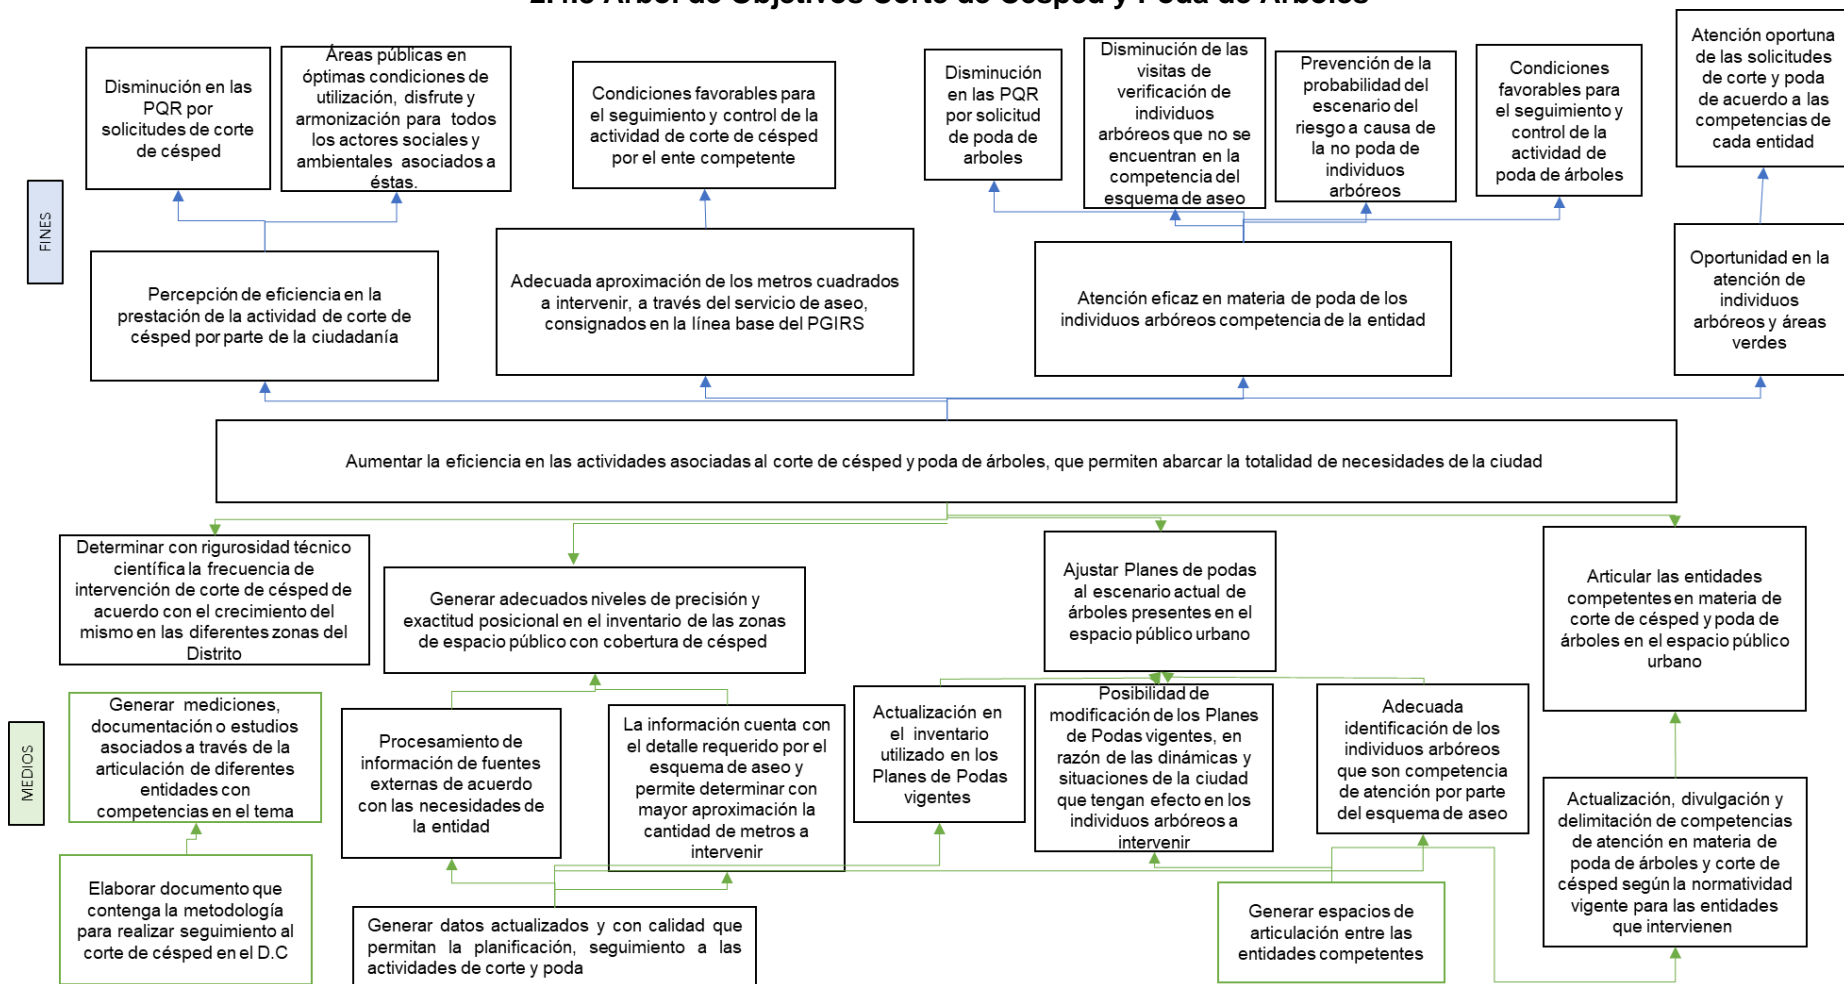 Árbol de Objetivos Corte de Césped y Poda de Árboles
Disminución en las
PQR por
solicitudes de corte
de césped
Áreas públicas en
óptimas condiciones de
utilización, disfrute y
armonización para todos
los actores sociales y
ambientales asociados a
éstas.
Condiciones favorables para
el seguimiento y control de la
actividad de corte de césped
por el ente competente
Disminución
en las PQR
por solicitud
de poda de
arboles
Disminución de las
visitas de
verificación de
individuos
arbóreos que no se
encuentran en la
competencia del
esquema de aseo
Prevención de la
probabilidad del
escenario del
riesgo a causa de
la no poda de
individuos
arbóreos
Condiciones
favorables para
el seguimiento y
control de la
actividad de
poda de árboles
Atención oportuna
de las solicitudes
de corte y poda
de acuerdo a las
competencias de
cada entidad
FINES
Percepción de eficiencia en la
prestación de la actividad de corte de
césped por parte de la ciudadanía
Adecuada aproximación de los metros cuadrados
a intervenir, a través del servicio de aseo,
consignados en la línea base del PGIRS
Atención eficaz en materia de poda de los
individuos arbóreos competencia de la entidad
Oportunidad en la
atención de
individuos
arbóreos y áreas
verdes
Aumentar la eficiencia en las actividades asociadas al corte de césped y poda de árboles, que permiten abarcar la totalidad de necesidades de la ciudad
Determinar con rigurosidad técnico
científica la frecuencia de
intervención de corte de césped de
acuerdo con el crecimiento del
mismo en las diferentes zonas del
Distrito
Generar adecuados niveles de precisión y
exactitud posicional en el inventario de las zonas
de espacio público con cobertura de césped
Ajustar Planes de podas
al escenario actual de
árboles presentes en el
espacio público urbano
Articular las entidades
competentes en materia de
corte de césped y poda de
árboles en el espacio público
urbano
MEDIOS
Generar mediciones,
documentación o estudios
asociados a través de la
articulación de diferentes
entidades con
competencias en el tema
Procesamiento de
información de fuentes
externas de acuerdo
con las necesidades de
la entidad
La información cuenta con
el detalle requerido por el
esquema de aseo y
permite determinar con
mayor aproximación la
cantidad de metros a
intervenir
Actualización en
el inventario
utilizado en los
Planes de Podas
vigentes
Posibilidad de
modificación de los Planes
de Podas vigentes, en
razón de las dinámicas y
situaciones de la ciudad
que tengan efecto en los
individuos arbóreos a
intervenir
Adecuada
identificación de los
individuos arbóreos
que son competencia
de atención por parte
del esquema de aseo
Actualización, divulgación y
delimitación de competencias
de atención en materia de
poda de árboles y corte de
césped según la normatividad
vigente para las entidades
que intervienen
Elaborar documento que
contenga la metodología
para realizar seguimiento al
corte de césped en el D.C
Generar datos actualizados y con calidad que
permitan la planificación, seguimiento a las
actividades de corte y poda
Generar espacios de
articulación entre las
entidades competentes